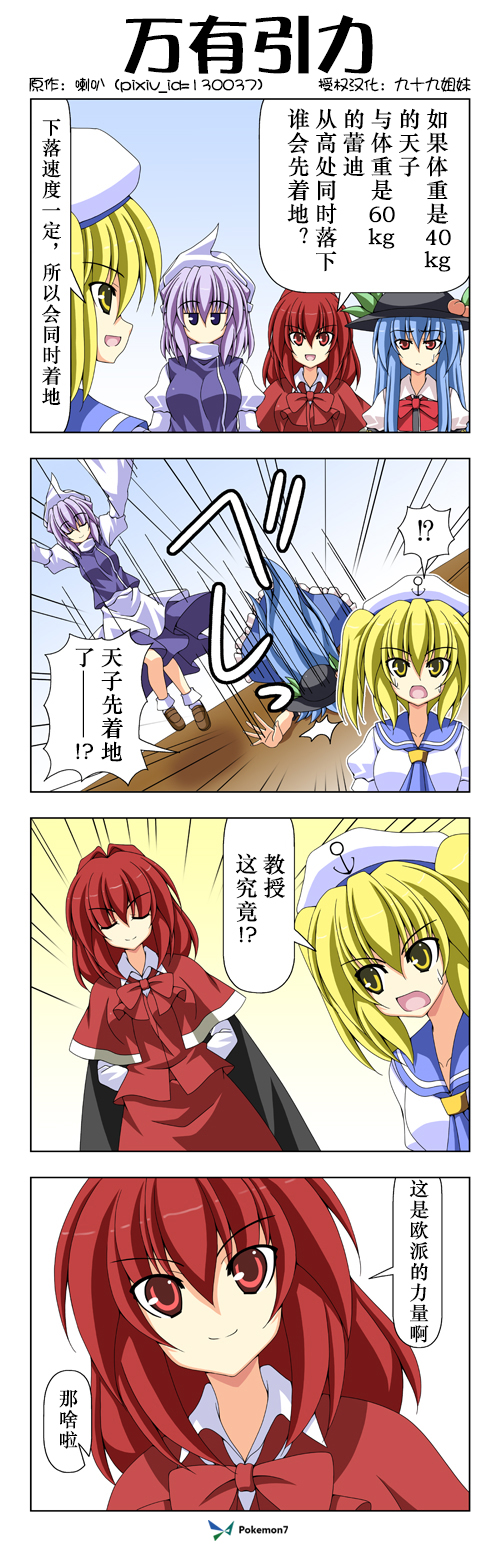 万有引力
原作：喇叭（pixiv_id=130037）
授权汉化：九十九姐妹
如果体重是40kg
的天子
与体重是60kg
的蕾迪
从高处同时落下
谁会先着地？
下落速度一定，所以会同时着地
!?
べしっ
天子先着地
了——!?
教授
这究竟!?
这是欧派的力量啊
那啥啦
Pokemon7